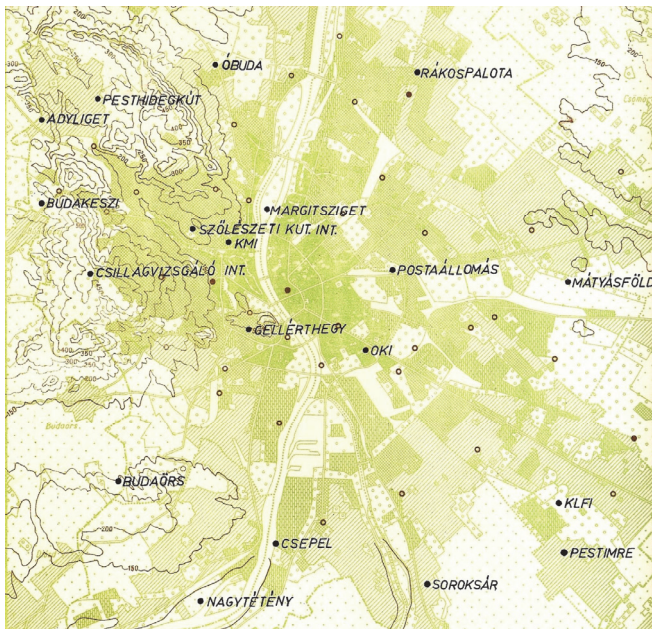 ÓBUDA
RÁKOSPALOTA
PESTHIDEGKÚT
ADYLIGET
BUDAKESZI
MARGITSZIGET
SZŐLÉSZETI KUT. INT.
KMI
CSILLAGVIZSGÁLÓ INT.
POSTAÁLLOMÁS
MÁTYÁSFÖLD
GELLÉRTHEGY
OKI
Budaörs
BUDAÖRS
KLFI
CSEPEL
PESTIMRE
SOROKSÁR
NAGYTÉTÉNY